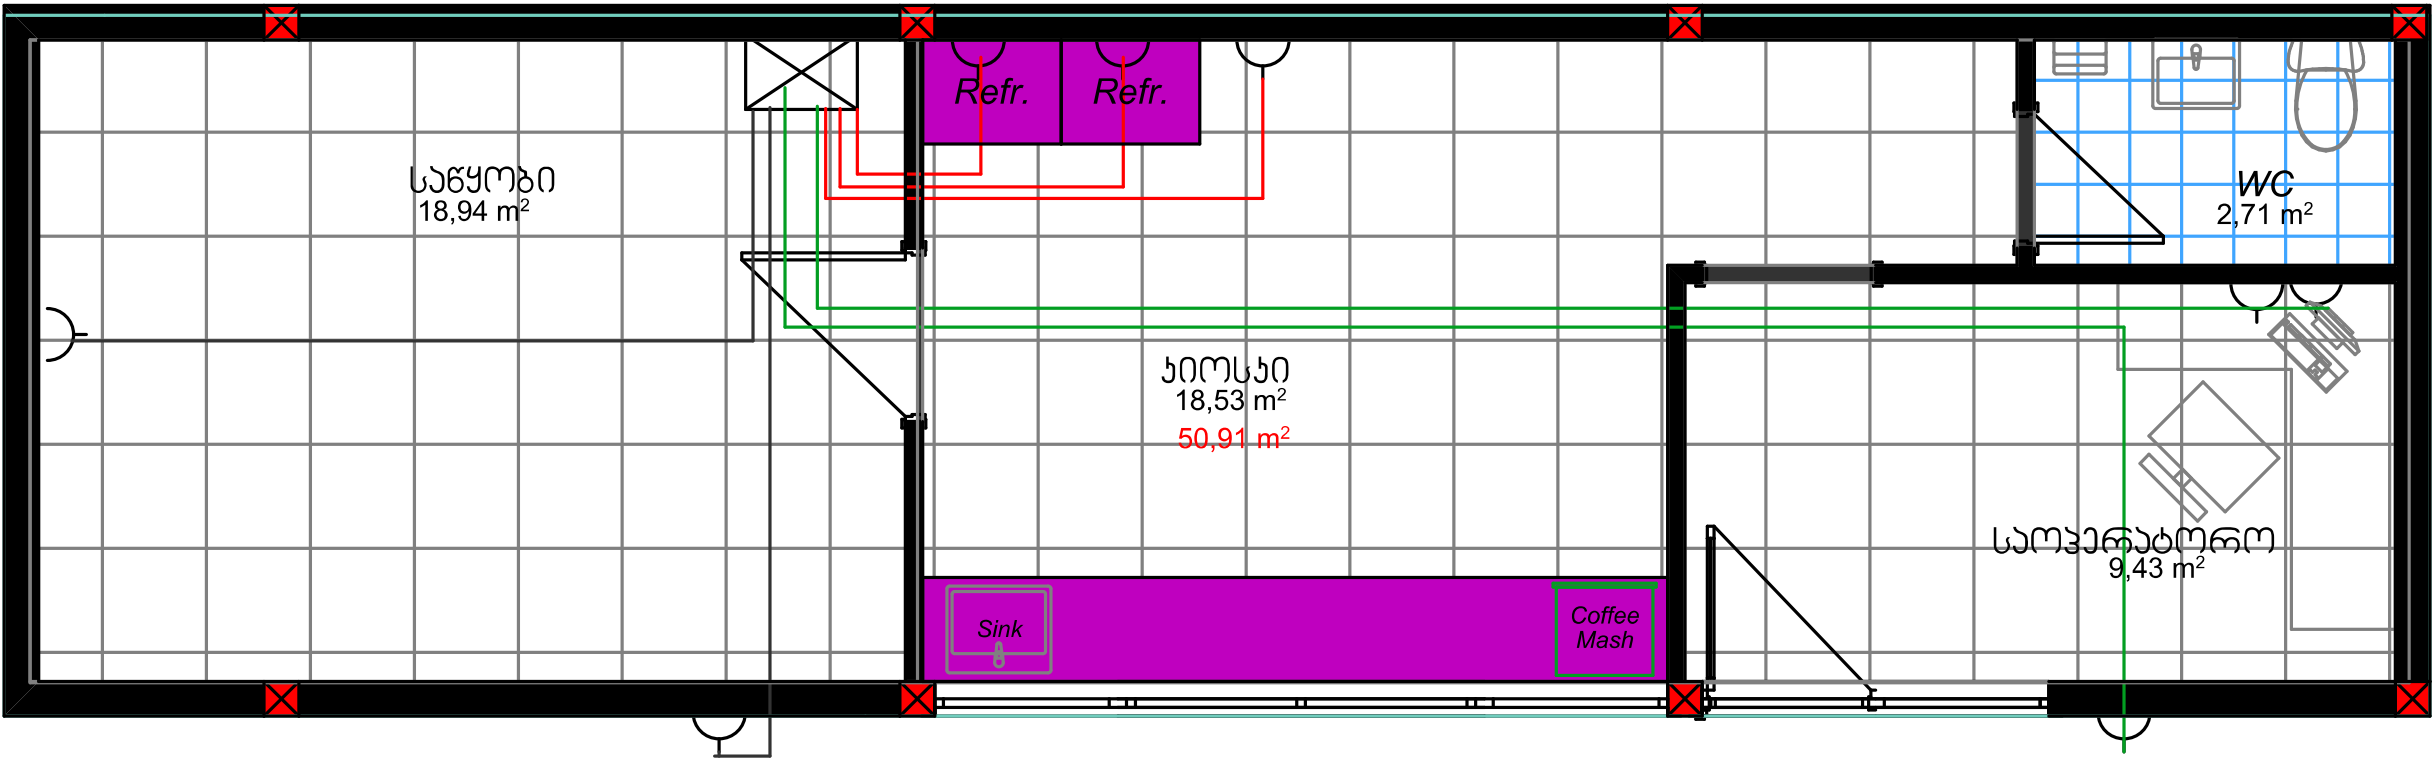 Refr.
Refr.
საწყობი
18,94 m²
WC
2,71 m²
კიოსკი
18,53 m²
50,91 m²
საოპერატორო
9,43 m²
Sink
Coffee
Mash